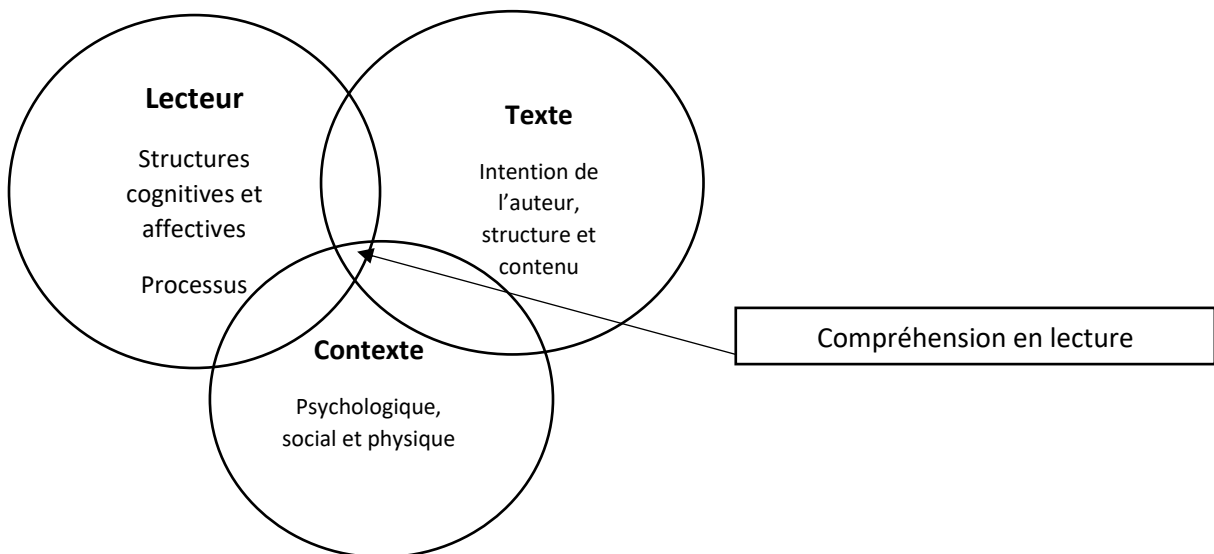 Lecteur
Structures
cognitives et
affectives
Processus
Texte
Intention de
l’auteur,
structure et
contenu
Contexte
Psychologique,
social et physique
Compréhension en lecture